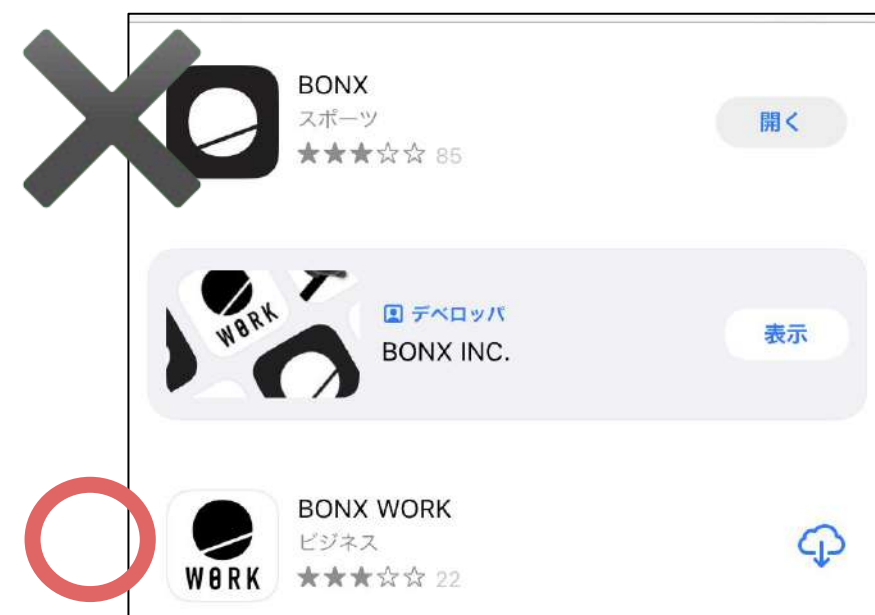 BONX
スポーツ
★★★☆☆ 85
開く
WORK
デベロッパ
BONX INC.
表示
BONX WORK
ビジネス
★★★☆☆ 22
WORK